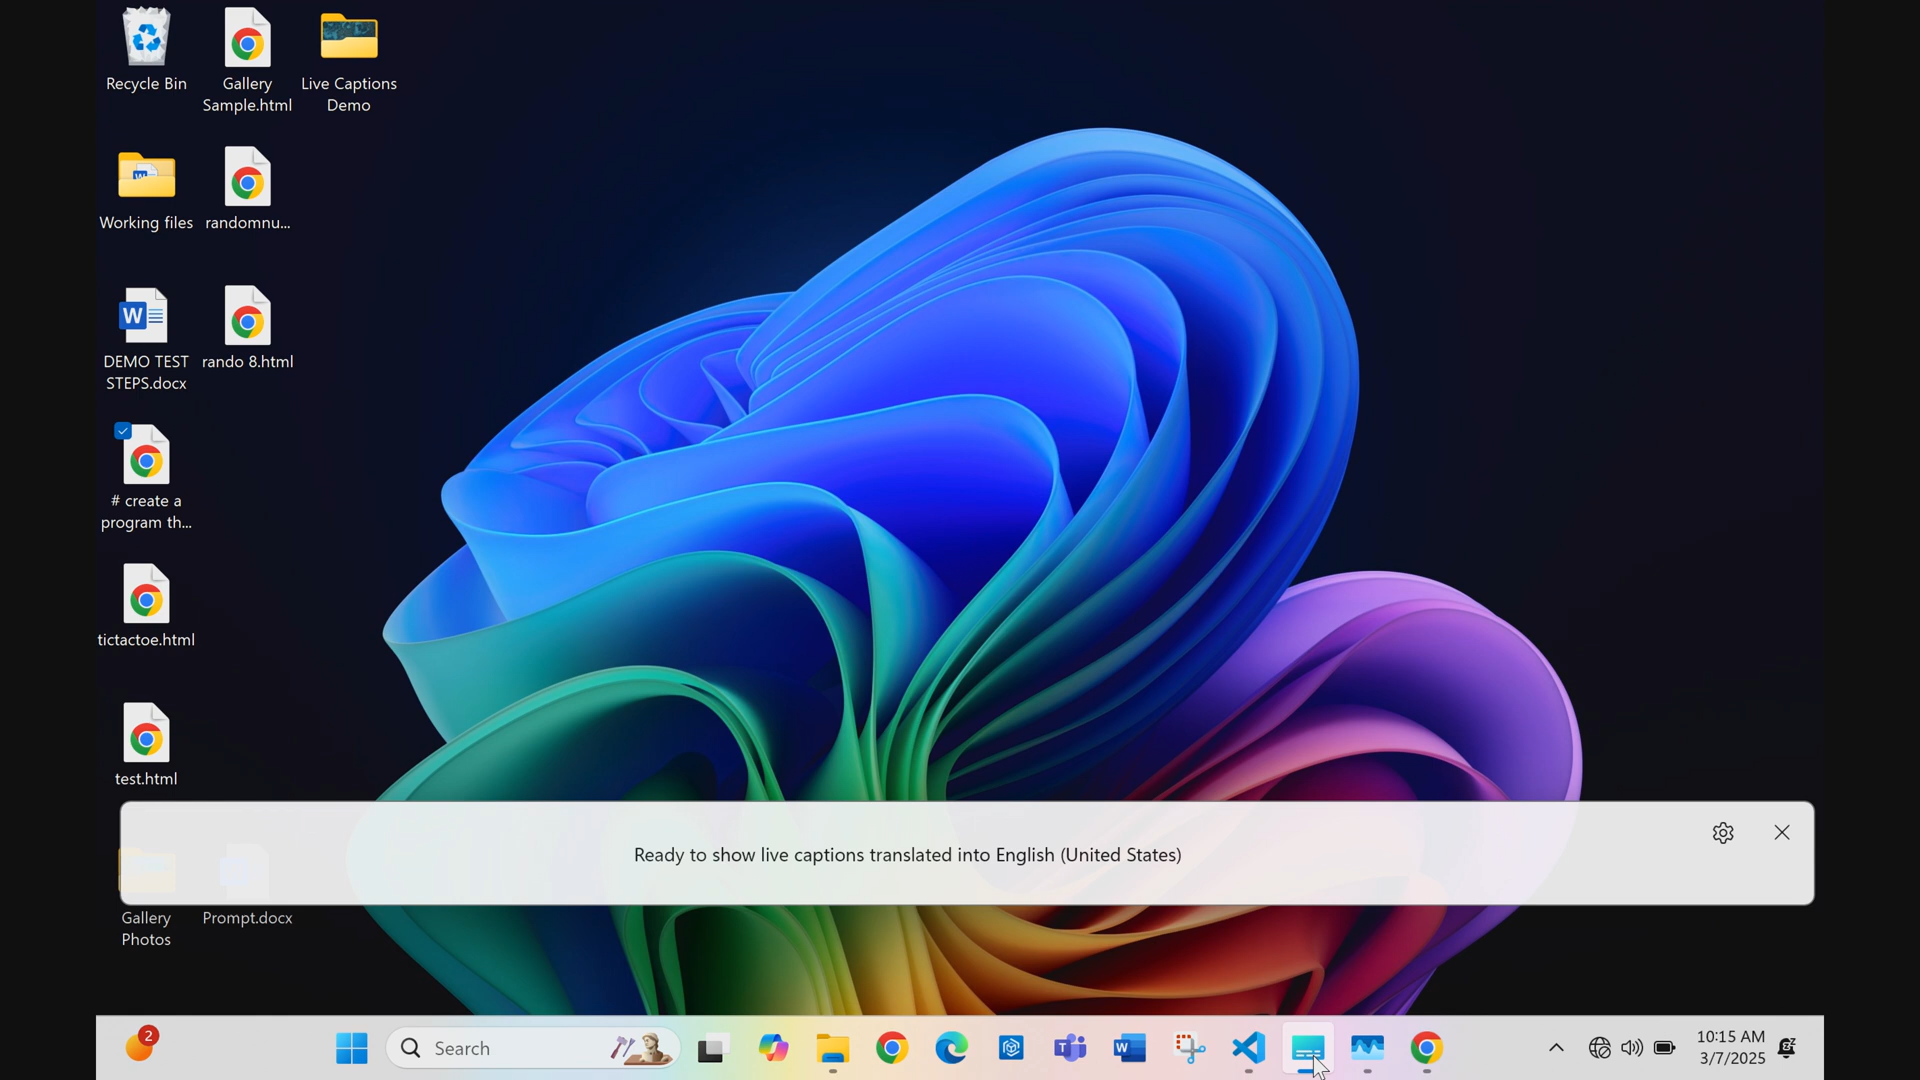 Recycle Bin
Gallery
Sample.html
Live Captions
Demo
Working files
randomnu...
W
DEMO TEST
STEPS.docx
rando 8.html
# create a
program th...
tictactoe.html
test.html
Ready to show live captions translated into English (United States)
Gallery
Photos
Prompt.docx
2
Search
T
W
10:15 AM
3/7/2025